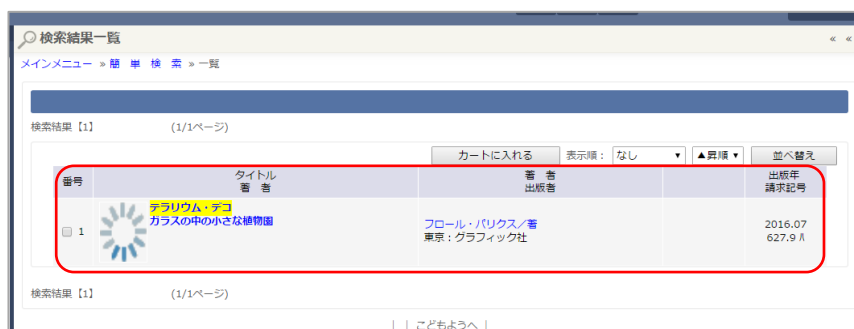 検索結果一覧
« «
メインメニュー » 簡 単 検 索 » 一覧
検索結果【1】 (1/1ページ)
カートに入れる 表示順： なし ▲昇順 並べ替え
番号 タイトル 著 者 出版年
著 者 出版者 請求記号
テラリウム・デコ
ガラスの中の小さな植物園
1 フロール・パリクス／著 2016.07
東京：グラフィック社 627.9 ﾊ
検索結果【1】 (1/1ページ)
| | こどもようへ |